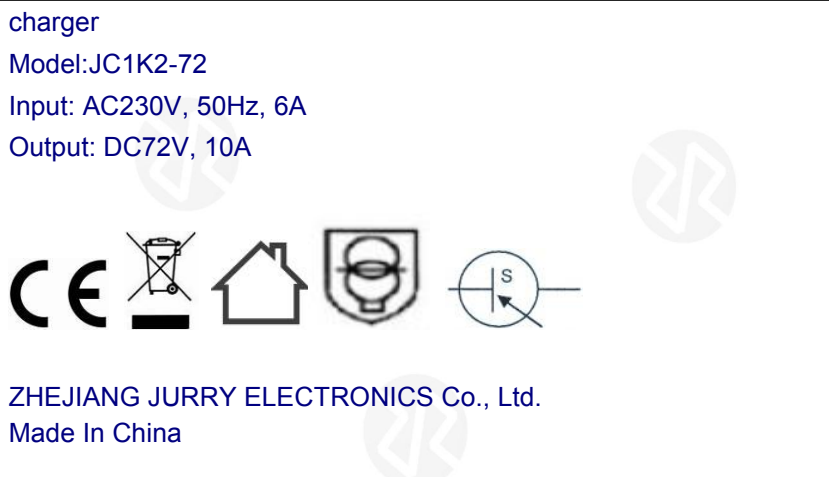 charger
Model:JC1K2-72
Input: AC230V, 50Hz, 6A
Output: DC72V, 10A
CE
S
ZHEJIANG JURRY ELECTRONICS Co., Ltd.
Made In China